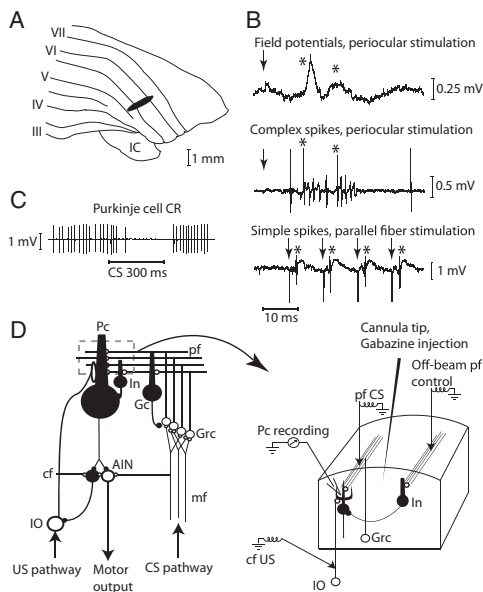 A
VII
VI
V
IV
III
IC
1 mm
B
Field potentials, periocular stimulation
*
*
0.25 mV
Complex spikes, periocular stimulation
*
*
0.5 mV
Simple spikes, parallel fiber stimulation
* * * *
1 mV
10 ms
C
Purkinje cell CR
1 mV
CS 300 ms
D
Pc
pf
In
Gc
Grc
cf
AIN
mf
IO
US pathway
Motor
output
CS pathway
Cannula tip,
Gabazine injection
Off-beam pf
control
pf CS
Pc recording
In
Grc
cf US
IO